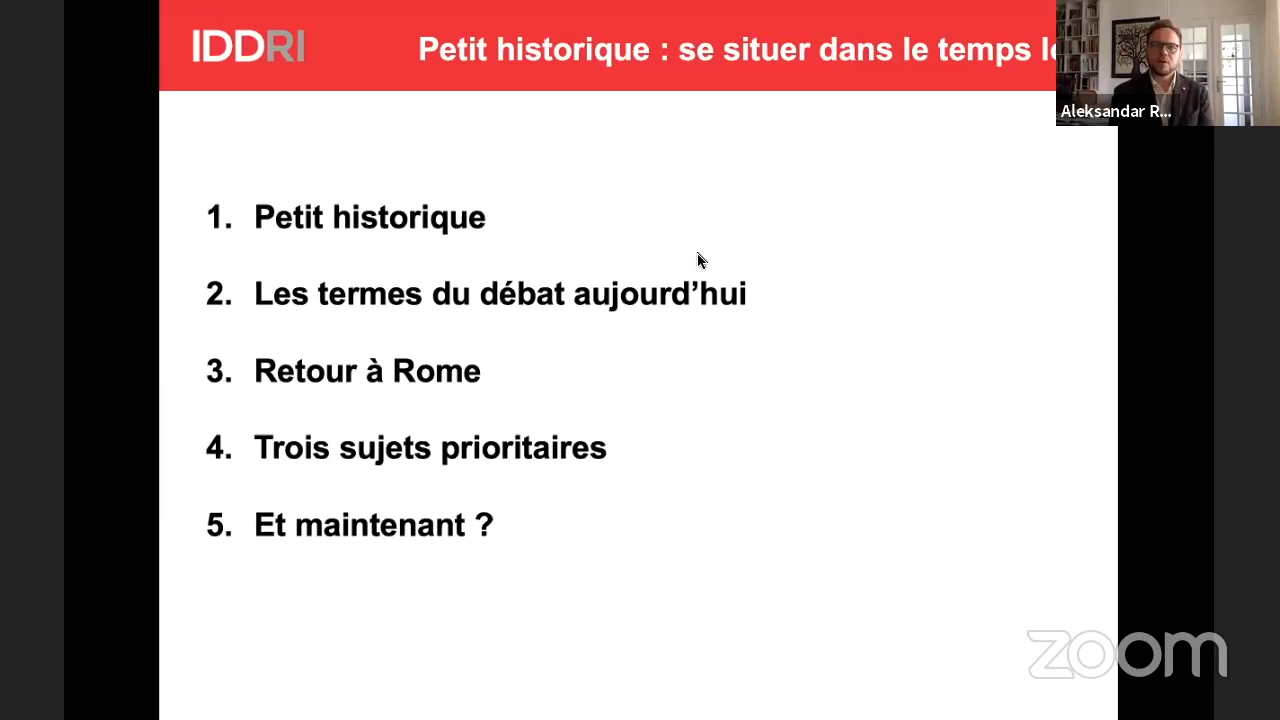 IDDRI
Petit historique : se situer dans le temps
Aleksandar R...
1. Petit historique
2. Les termes du débat aujourd’hui
3. Retour à Rome
4. Trois sujets prioritaires
5. Et maintenant ?
zoom